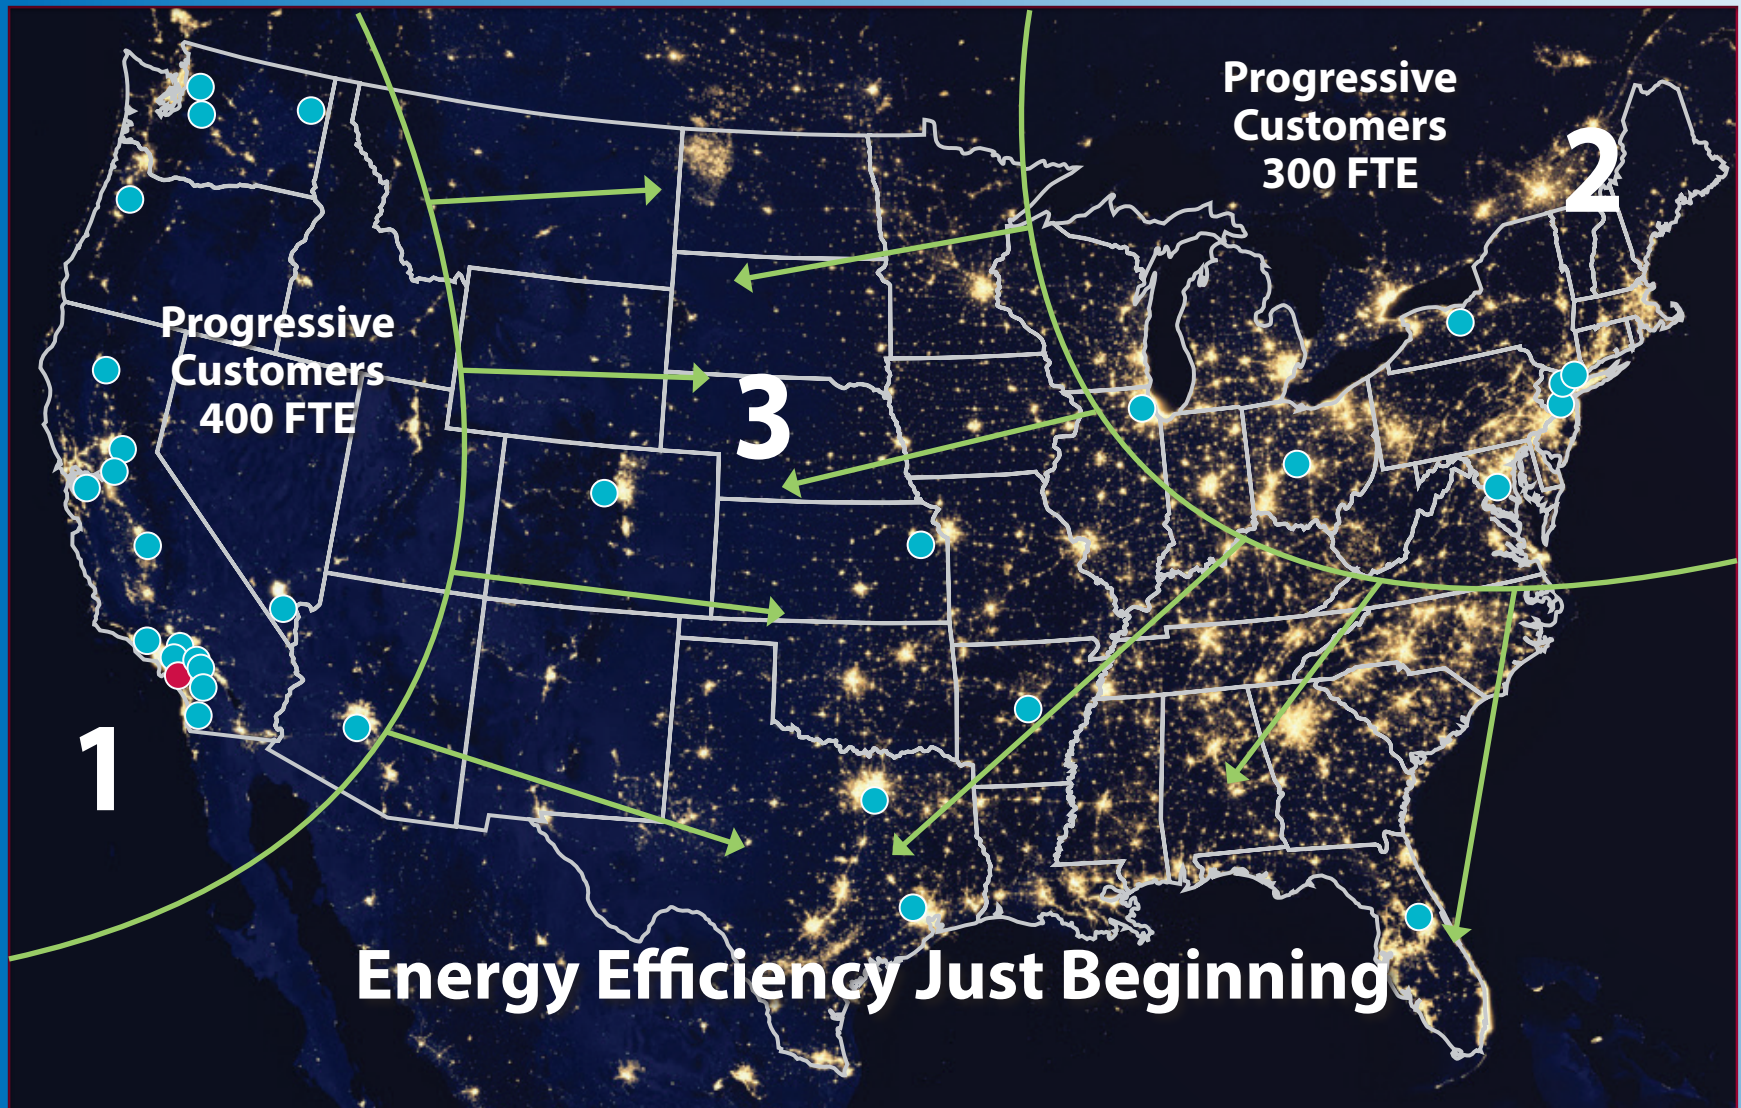 Progressive
Customers
300 FTE
2
Progressive
Customers
400 FTE
3
1
Energy Efficiency Just Beginning